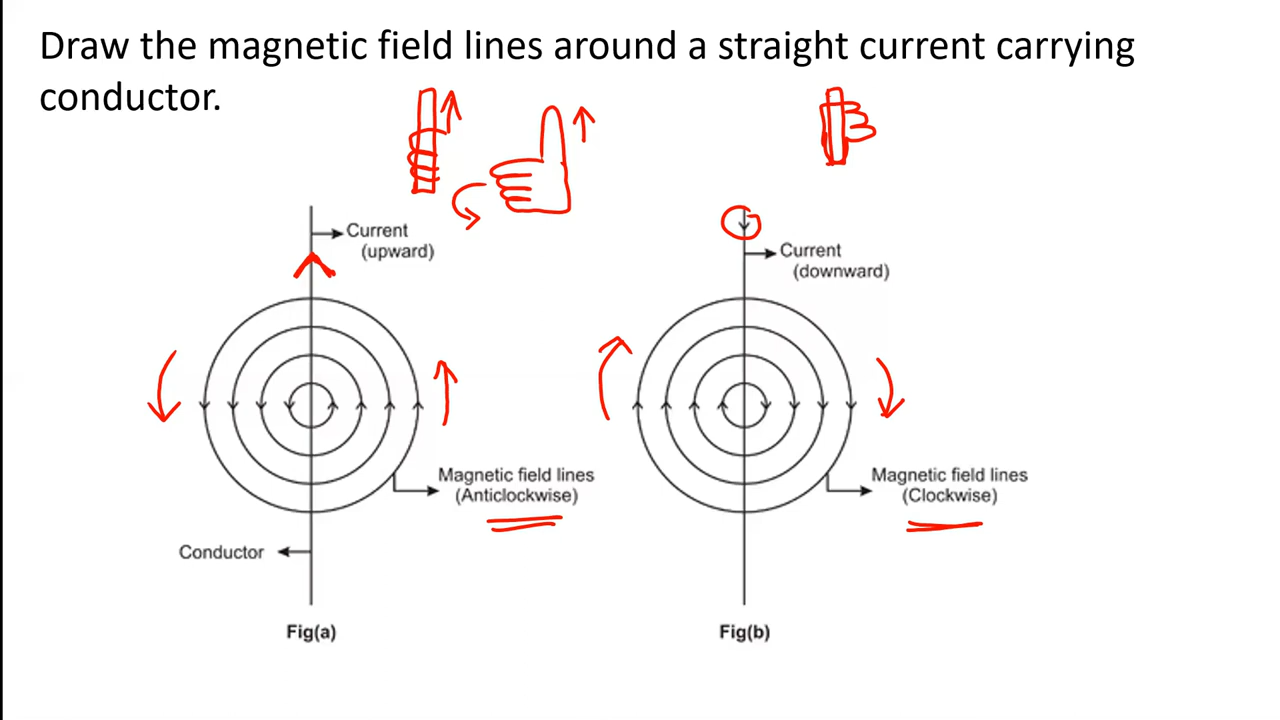 Draw the magnetic field lines around a straight current carrying
conductor.
Current
(upward)
Magnetic field lines
(Anticlockwise)
Conductor
Fig(a)
Current
(downward)
Magnetic field lines
(Clockwise)
Fig(b)